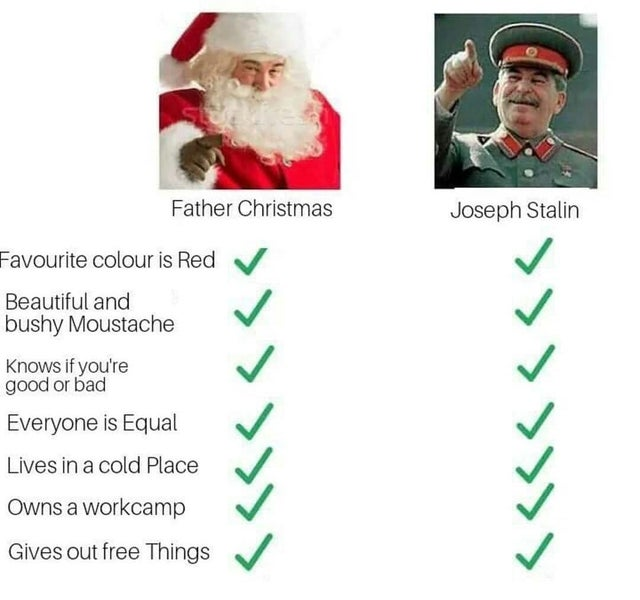 Father Christmas
Joseph Stalin
Favourite colour is Red
Beautiful and
bushy Moustache
Knows if you're
good or bad
Everyone is Equal
Lives in a cold Place
Owns a workcamp
Gives out free Things